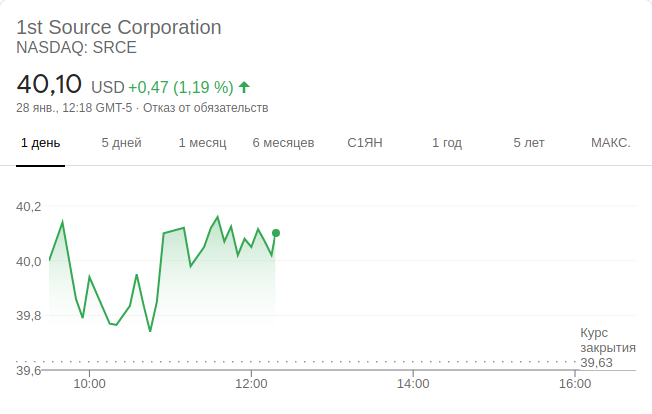 1st Source Corporation
NASDAQ: SRCE
40,10 USD +0,47 (1,19 %)
28 янв., 12:18 GMT-5 · Отказ от обязательств
1 день 5 дней 1 месяц 6 месяцев С1ЯН 1 год 5 лет МАКС.
40,2
40,0
39,8
Курс
закрытия
39,63
39,6
10:00 12:00 14:00 16:00